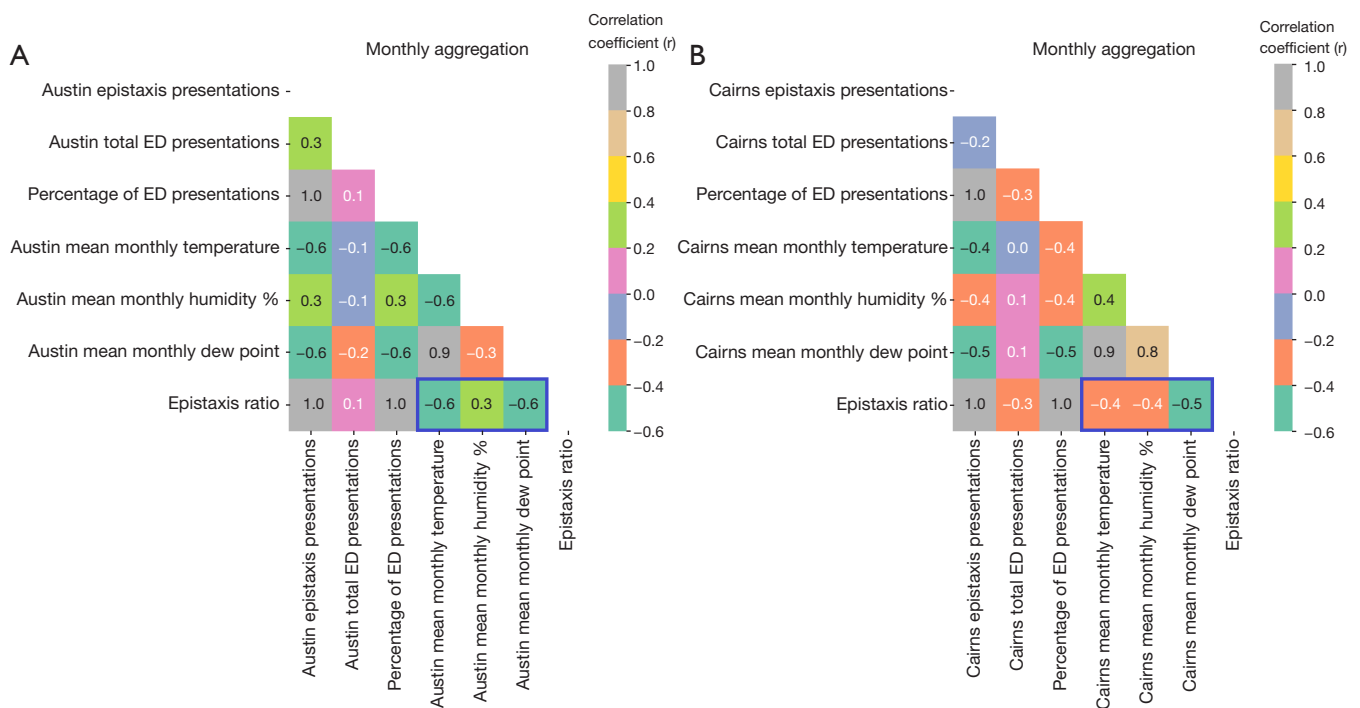 A
Monthly aggregation
Correlation
coefficient (r)
Austin epistaxis presentations
Austin total ED presentations
0.3
Percentage of ED presentations
1.0 0.1
Austin mean monthly temperature
−0.6 −0.1 −0.6
Austin mean monthly humidity %
0.3 −0.1 0.3 −0.6
Austin mean monthly dew point
−0.6 −0.2 −0.6 0.9 −0.3
Epistaxis ratio
1.0 0.1 1.0 −0.6 0.3 −0.6
1.0
0.8
0.6
0.4
0.2
0.0
−0.2
−0.4
−0.6
Austin epistaxis presentations
Austin total ED presentations
Percentage of ED presentations
Austin mean monthly temperature
Austin mean monthly humidity %
Austin mean monthly dew point
Epistaxis ratio
B
Monthly aggregation
Correlation
coefficient (r)
Cairns epistaxis presentations
Cairns total ED presentations
−0.2
Percentage of ED presentations
1.0 −0.3
Cairns mean monthly temperature
−0.4 0.0 −0.4
Cairns mean monthly humidity %
−0.4 0.1 −0.4 0.4
Cairns mean monthly dew point
−0.5 0.1 −0.5 0.9 0.8
Epistaxis ratio
1.0 −0.3 1.0 −0.4 −0.4 −0.5
1.0
0.8
0.6
0.4
0.2
0.0
−0.2
−0.4
−0.6
Cairns epistaxis presentations
Cairns total ED presentations
Percentage of ED presentations
Cairns mean monthly temperature
Cairns mean monthly humidity %
Cairns mean monthly dew point
Epistaxis ratio